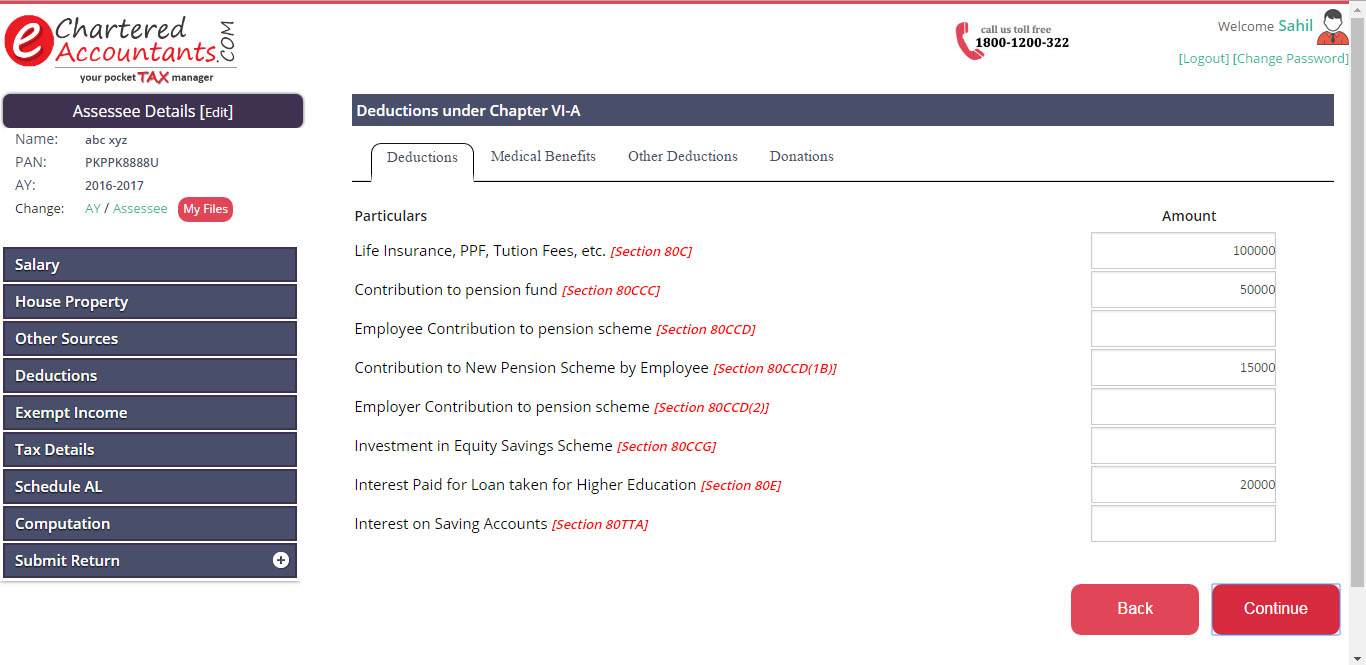 e Chartered Accountants.COM
your pocket TAX manager
call us toll free
1800-1200-322
Welcome Sahil
[Logout] [Change Password]
Assessee Details [Edit]
Name: abc xyz
PAN: PKPPK8888U
AY: 2016-2017
Change: AY / Assessee My Files
Salary
House Property
Other Sources
Deductions
Exempt Income
Tax Details
Schedule AL
Computation
Submit Return
Deductions under Chapter VI-A
Deductions Medical Benefits Other Deductions Donations
Particulars Amount
Life Insurance, PPF, Tution Fees, etc. [Section 80C] 100000
Contribution to pension fund [Section 80CCC] 50000
Employee Contribution to pension scheme [Section 80CCD]
Contribution to New Pension Scheme by Employee [Section 80CCD(1B)] 15000
Employer Contribution to pension scheme [Section 80CCD(2)]
Investment in Equity Savings Scheme [Section 80CCG]
Interest Paid for Loan taken for Higher Education [Section 80E] 20000
Interest on Saving Accounts [Section 80TTA]
Back Continue